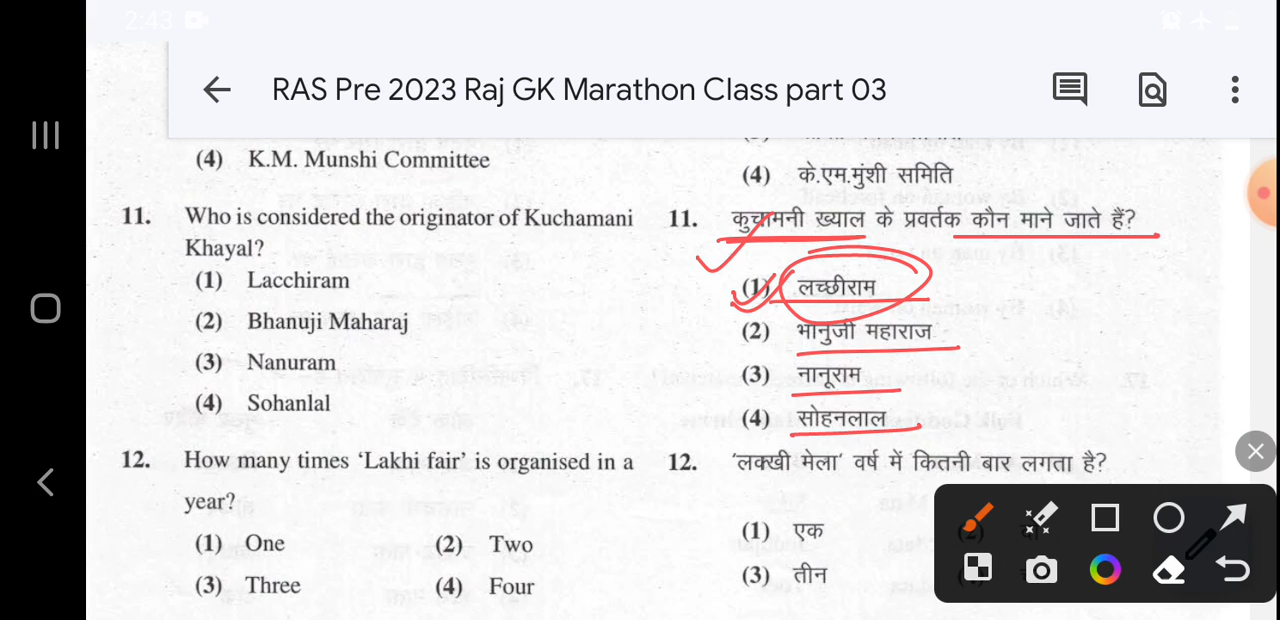 2:43
RAS Pre 2023 Raj GK Marathon Class part 03
(4) K.M. Munshi Committee
11. Who is considered the originator of Kuchamani
Khayal?
(1) Lacchiram
(2) Bhanuji Maharaj
(3) Nanuram
(4) Sohanlal
12. How many times ‘Lakhi fair’ is organised in a
year?
(1) One (2) Two
(3) Three (4) Four
(4) के.एम.मुंशी समिति
11. कुचामनी ख़्याल के प्रवर्तक कौन माने जाते हैं?
(1) लच्छीराम
(2) भानुजी महाराज
(3) नानूराम
(4) सोहनलाल
12. ‘लक्खी मेला’ वर्ष में कितनी बार लगता है?
(1) एक
(3) तीन